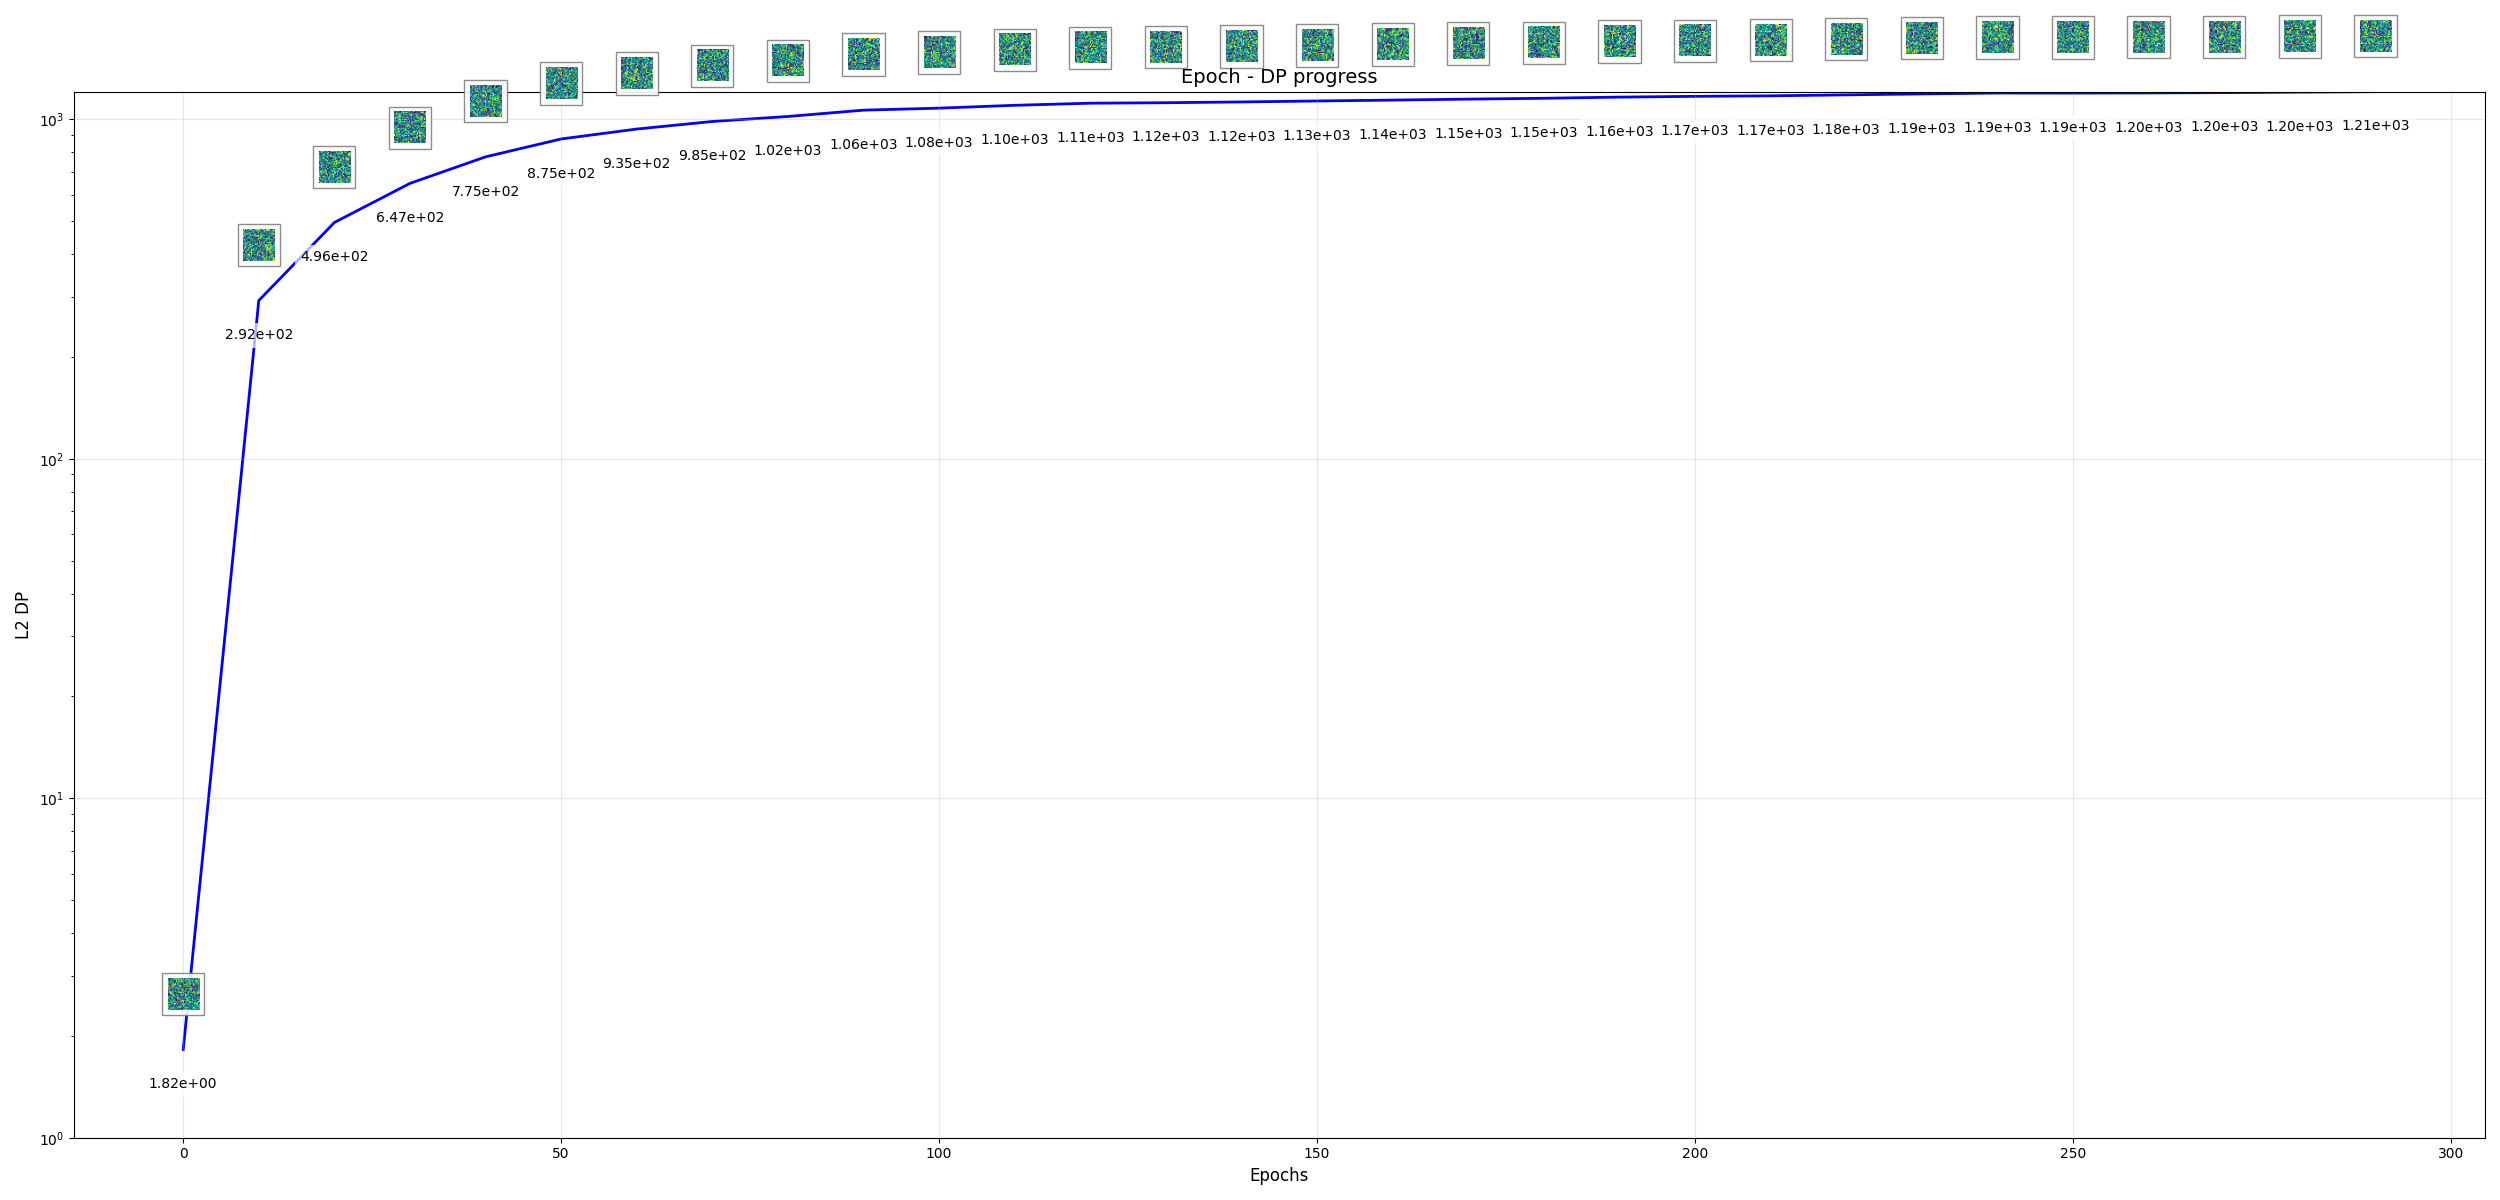 Epoch - DP progress
10³
10²
10¹
10⁰
L2 DP
1.82e+00
2.92e+02
4.96e+02
6.47e+02
7.75e+02
8.75e+02
9.35e+02
9.85e+02
1.02e+03
1.06e+03
1.08e+03
1.10e+03
1.11e+03
1.12e+03
1.12e+03
1.13e+03
1.14e+03
1.15e+03
1.15e+03
1.16e+03
1.17e+03
1.17e+03
1.18e+03
1.19e+03
1.19e+03
1.19e+03
1.20e+03
1.20e+03
1.20e+03
1.21e+03
0 50 100 150 200 250 300
Epochs